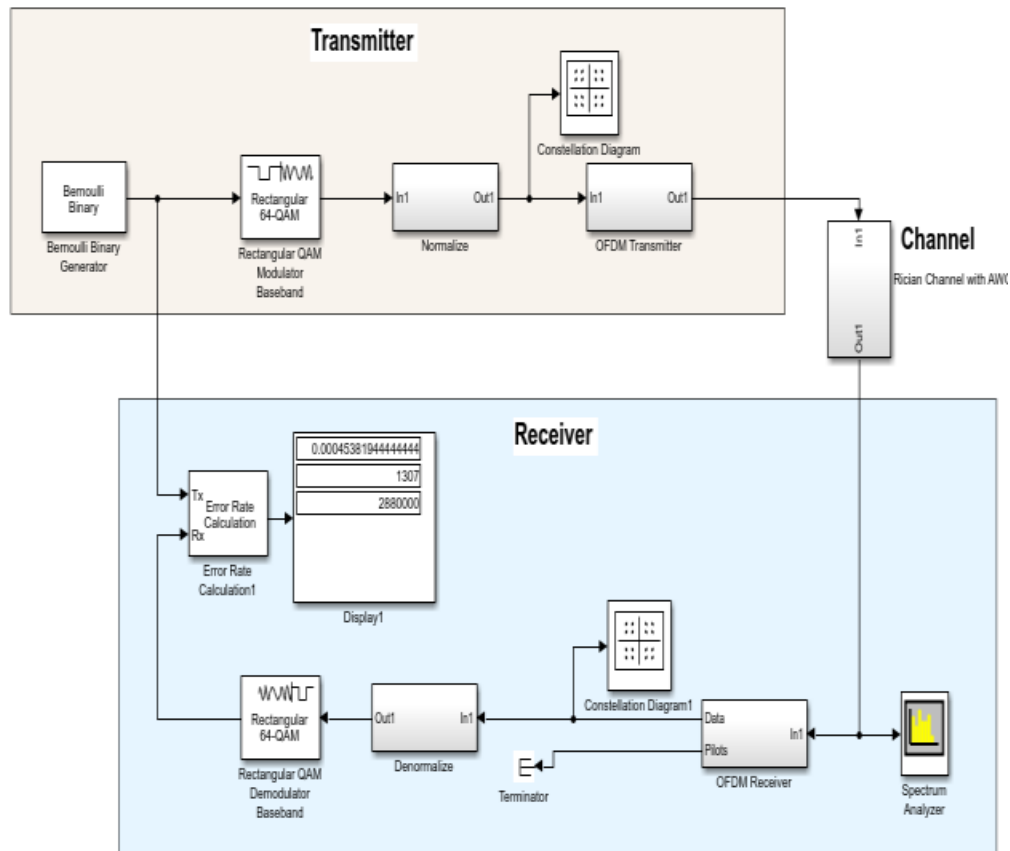 Transmitter
Constellation Diagram
Bernoulli
Binary
Bernoulli Binary
Generator
Rectangular
64-QAM
Rectangular QAM
Modulator
Baseband
In1
Out1
Normalize
In1
Out1
OFDM Transmitter
In1
Out1
Channel
Rician Channel with AW
Receiver
Tx
Rx
Error Rate
Calculation
Error Rate
Calculation1
0.00045381944444444
1307
2880000
Display1
Rectangular
64-QAM
Rectangular QAM
Demodulator
Baseband
Out1
In1
Denormalize
Constellation Diagram1
Terminator
Data
Pilots
In1
OFDM Receiver
Spectrum
Analyzer